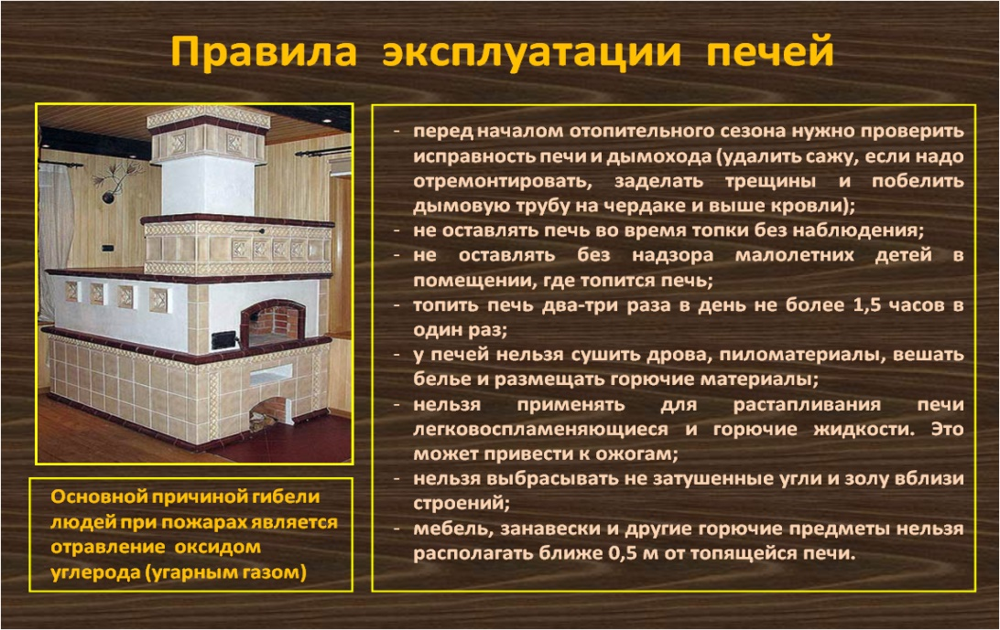 Правила эксплуатации печей
- перед началом отопительного сезона нужно проверить
исправность печи и дымохода (удалить сажу, если надо
отремонтировать, заделать трещины и побелить
дымовую трубу на чердаке и выше кровли);
- не оставлять печь во время топки без наблюдения;
- не оставлять без надзора малолетних детей в
помещении, где топится печь;
- топить печь два-три раза в день не более 1,5 часов в
один раз;
- у печей нельзя сушить дрова, пиломатериалы, вешать
белье и размещать горючие материалы;
- нельзя применять для растапливания печи
легковоспламеняющиеся и горючие жидкости. Это
может привести к ожогам;
- нельзя выбрасывать не затушенные угли и золу вблизи
строений;
- мебель, занавески и другие горючие предметы нельзя
располагать ближе 0,5 м от топящейся печи.
Основной причиной гибели
людей при пожарах является
отравление оксидом
углерода (угарным газом)